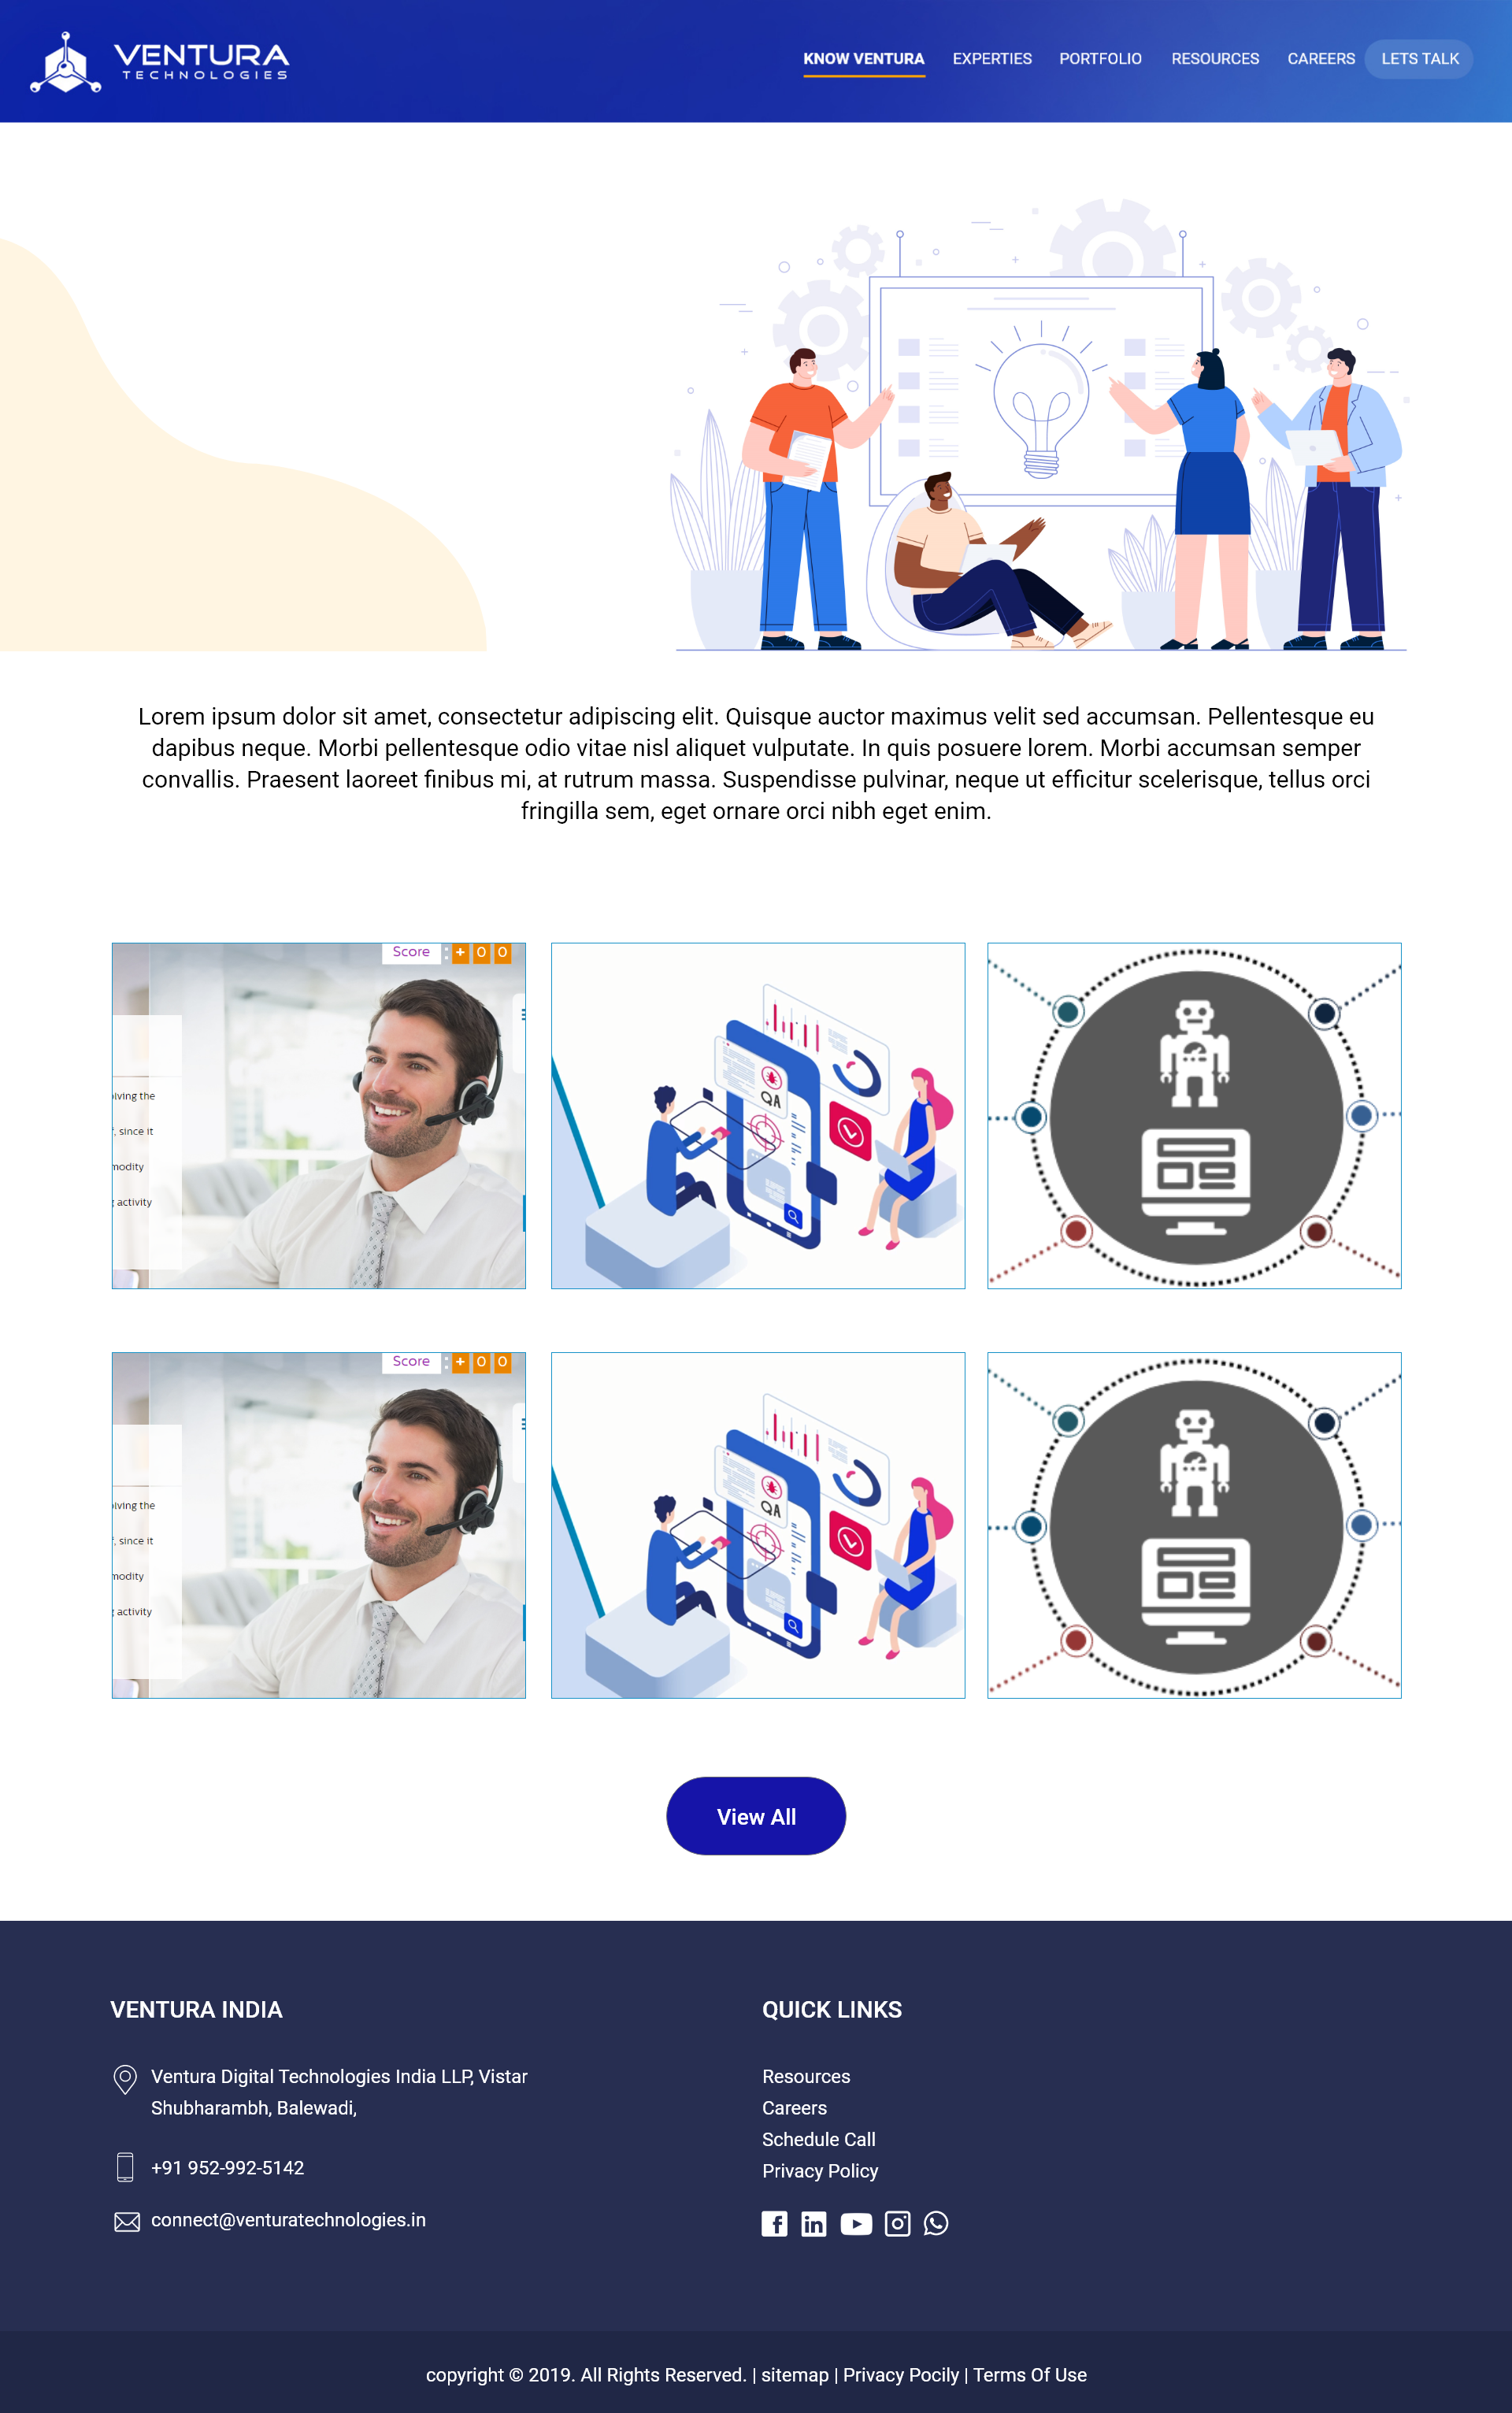 VENTURA
TECHNOLOGIES
KNOW VENTURA EXPERTIES PORTFOLIO RESOURCES CAREERS LETS TALK
Lorem ipsum dolor sit amet, consectetur adipiscing elit. Quisque auctor maximus velit sed accumsan. Pellentesque eu
dapibus neque. Morbi pellentesque odio vitae nisl aliquet vulputate. In quis posuere lorem. Morbi accumsan semper
convallis. Praesent laoreet finibus mi, at rutrum massa. Suspendisse pulvinar, neque ut efficitur scelerisque, tellus orci
fringilla sem, eget ornare orci nibh eget enim.
Score : + 0 0
the
, since it
activity
QA
Score : + 0 0
the
, since it
activity
QA
View All
VENTURA INDIA
Ventura Digital Technologies India LLP, Vistar
Shubharambh, Balewadi,
+91 952-992-5142
connect@venturatechnologies.in
QUICK LINKS
Resources
Careers
Schedule Call
Privacy Policy
copyright © 2019. All Rights Reserved. | sitemap | Privacy Pocily | Terms Of Use